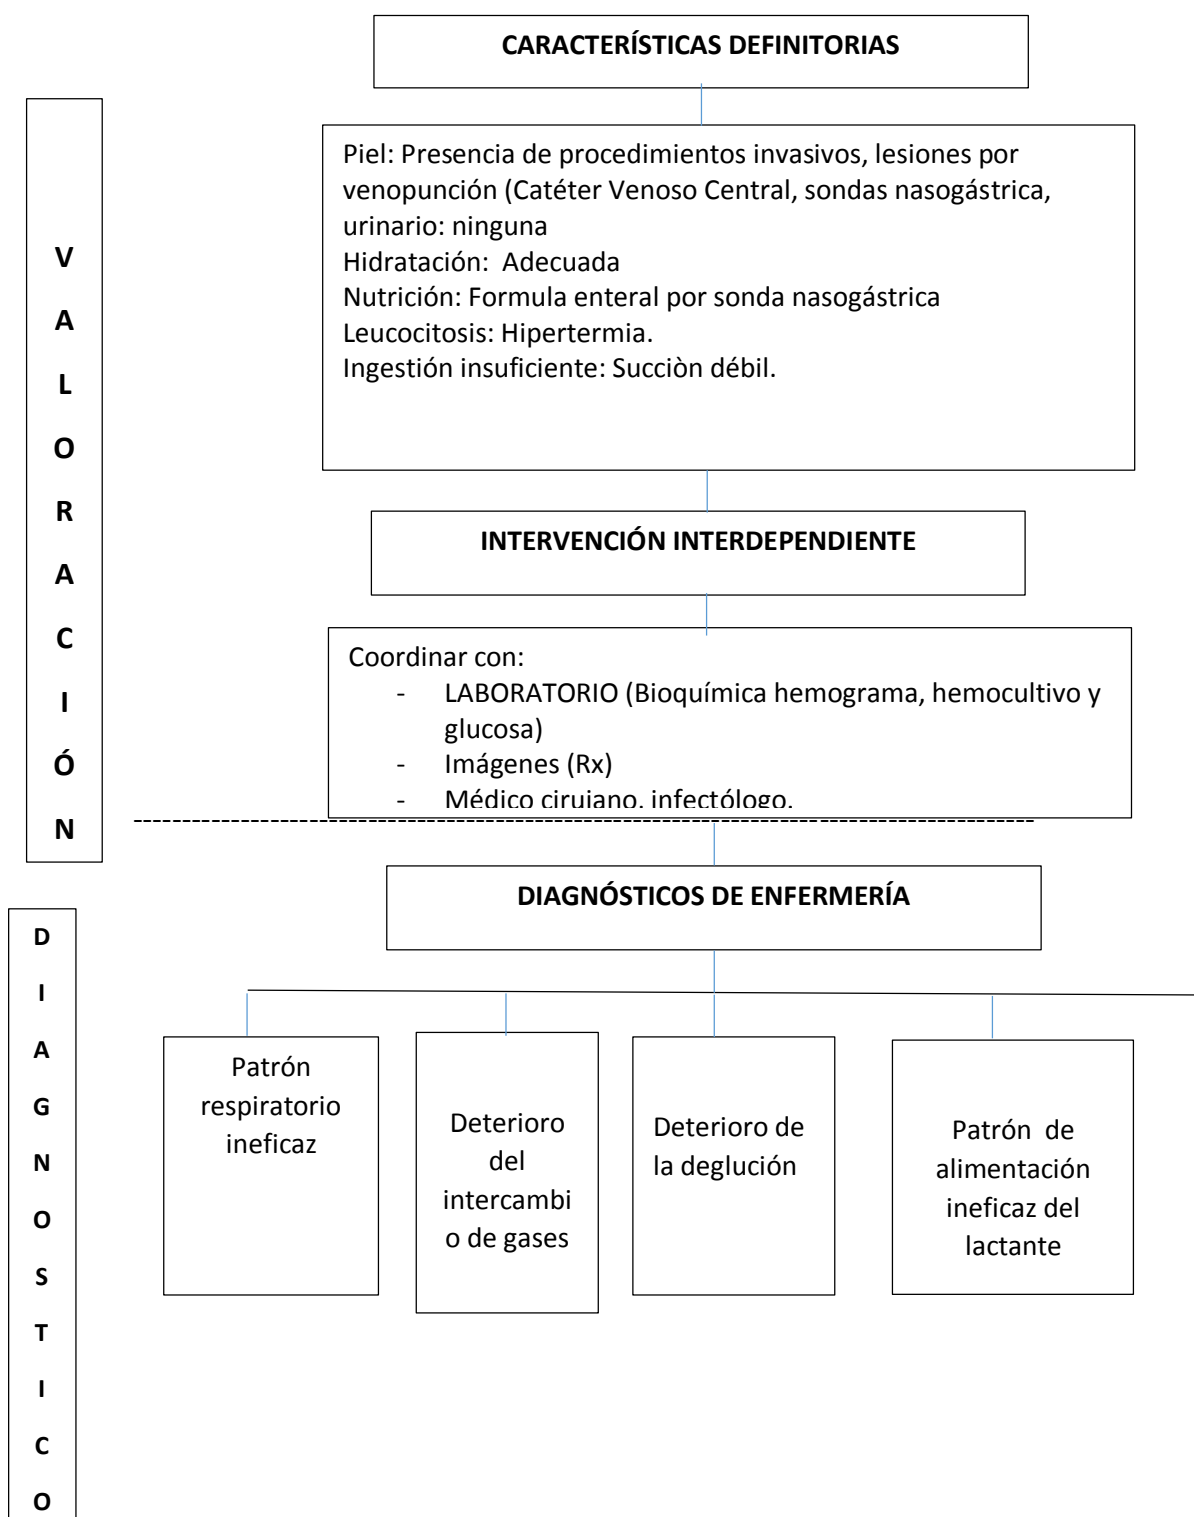 CARACTERÍSTICAS DEFINITORIAS
VALORACIÓN
Piel: Presencia de procedimientos invasivos, lesiones por
venopunción (Catéter Venoso Central, sondas nasogástrica,
urinario: ninguna
Hidratación:  Adecuada
Nutrición: Formula enteral por sonda nasogástrica
Leucocitosis: Hipertermia.
Ingestión insuficiente: Succiòn débil.
INTERVENCIÓN INTERDEPENDIENTE
Coordinar con:
- LABORATORIO (Bioquímica hemograma, hemocultivo y
glucosa)
- Imágenes (Rx)
- Médico cirujano, infectólogo.
DIAGNÓSTICOS DE ENFERMERÍA
DIAGNOSTICO
Patrón
respiratorio
ineficaz
Deterioro
del
intercambi
o de gases
Deterioro de
la deglución
Patrón  de
alimentación
ineficaz del
lactante